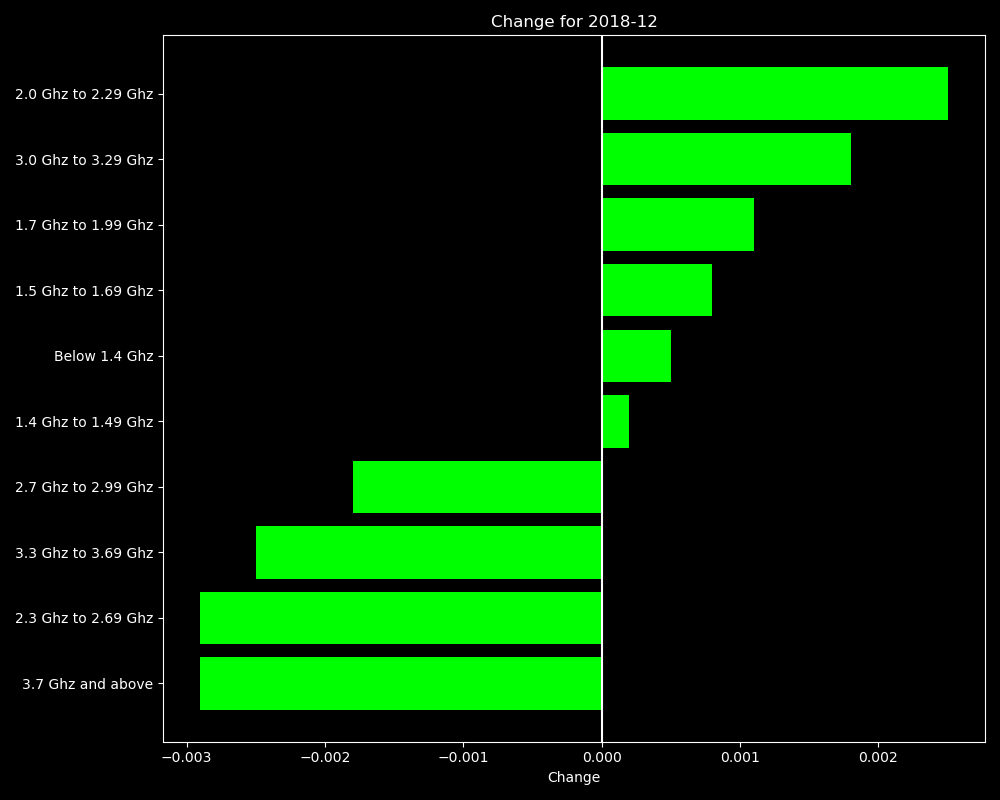 Change for 2018-12
2.0 Ghz to 2.29 Ghz
3.0 Ghz to 3.29 Ghz
1.7 Ghz to 1.99 Ghz
1.5 Ghz to 1.69 Ghz
Below 1.4 Ghz
1.4 Ghz to 1.49 Ghz
2.7 Ghz to 2.99 Ghz
3.3 Ghz to 3.69 Ghz
2.3 Ghz to 2.69 Ghz
3.7 Ghz and above
−0.003 −0.002 −0.001 0.000 0.001 0.002
Change